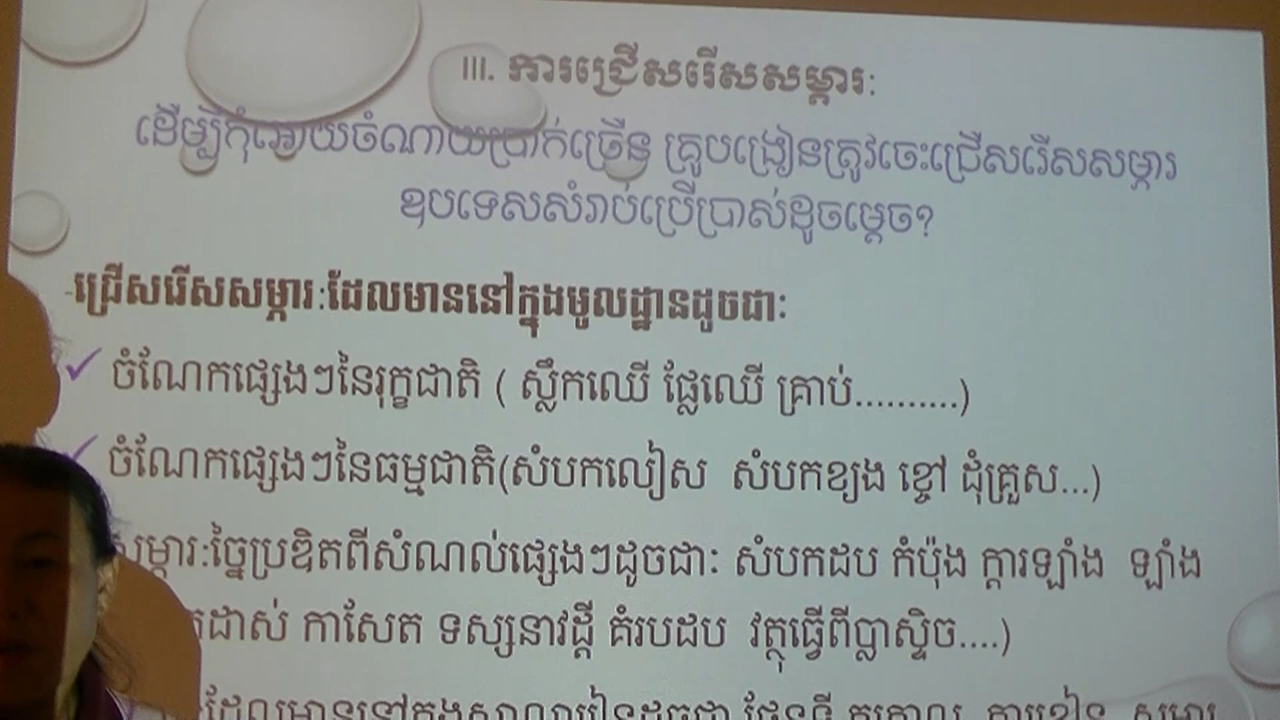 III. ការជ្រើសរើសសម្ភារៈ
ដើម្បីកុំអោយចំណាយប្រាក់ច្រើន គ្រូបង្រៀនត្រូវចេះជ្រើសរើសសម្ភារ
ឧបទេសសំរាប់ប្រើប្រាស់ដូចម្តេច?
-ជ្រើសរើសសម្ភារៈដែលមាននៅក្នុងមូលដ្ឋានដូចជាៈ
✓ ចំណែកផ្សេងៗនៃរុក្ខជាតិ ( ស្លឹកឈើ ផ្លែឈើ គ្រាប់..........)
✓ ចំណែកផ្សេងៗនៃធម្មជាតិ(សំបកលៀស សំបកខ្យង ខ្ចៅ ដុំគ្រួស...)
សម្ភារៈច្នៃប្រឌិតពីសំណល់ផ្សេងៗដូចជាៈ សំបកដប កំប៉ុង ក្តារឡាំង ឡាំង
កាសែត ទស្សនាវដ្តី គំរបដប វត្ថុធ្វើពីប្លាស្ទិច....)